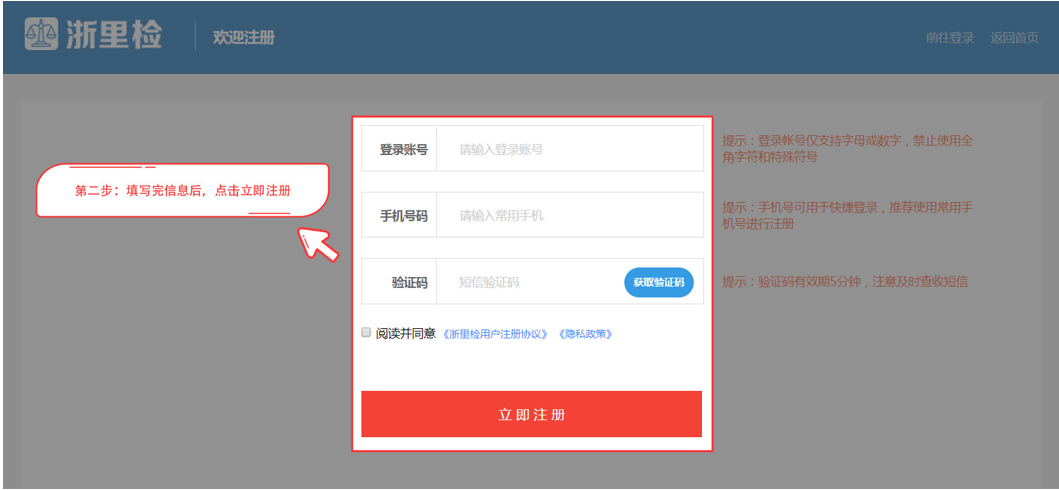 浙里检
欢迎注册
前往登录 返回首页
第二步：填写完信息后，点击立即注册
登录账号 请输入登录账号
提示：登录帐号仅支持字母或数字，禁止使用全
角字符和特殊符号
手机号码 请输入常用手机
提示：手机号可用于快捷登录，推荐使用常用手
机号进行注册
验证码 短信验证码 获取验证码
提示：验证码有效期5分钟，注意及时查收短信
阅读并同意《浙里检用户注册协议》《隐私政策》
立即注册